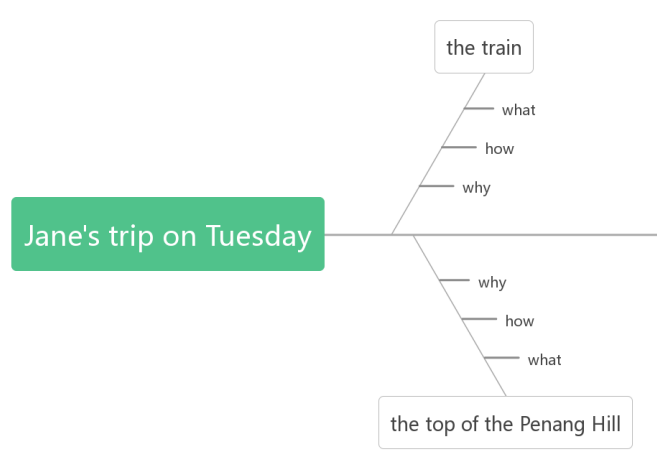 the train
what
how
why
Jane's trip on Tuesday
why
how
what
the top of the Penang Hill